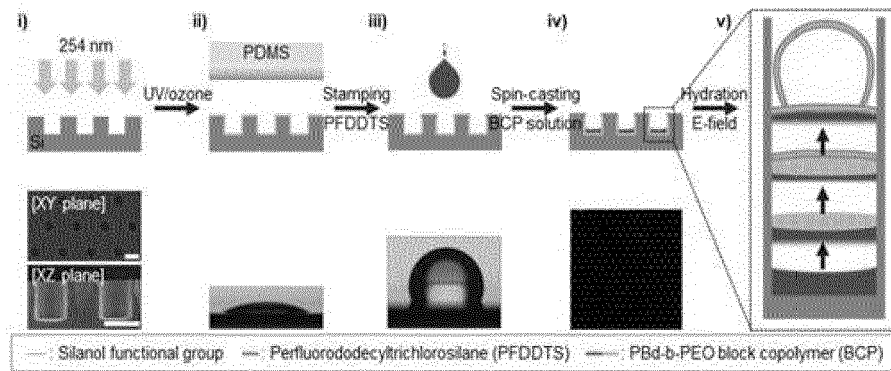 i)
ii)
iii)
iv)
v)
254 nm
PDMS
UV/ozone
Stamping
PFDDTS
Spin-casting
BCP solution
Hydration
E-field
Si
[XY plane]
[XZ plane]
: Silanol functional group
: Perfluorododecyltrichlorosilane (PFDDTS)
: PBd-b-PEO block copolymer (BCP)